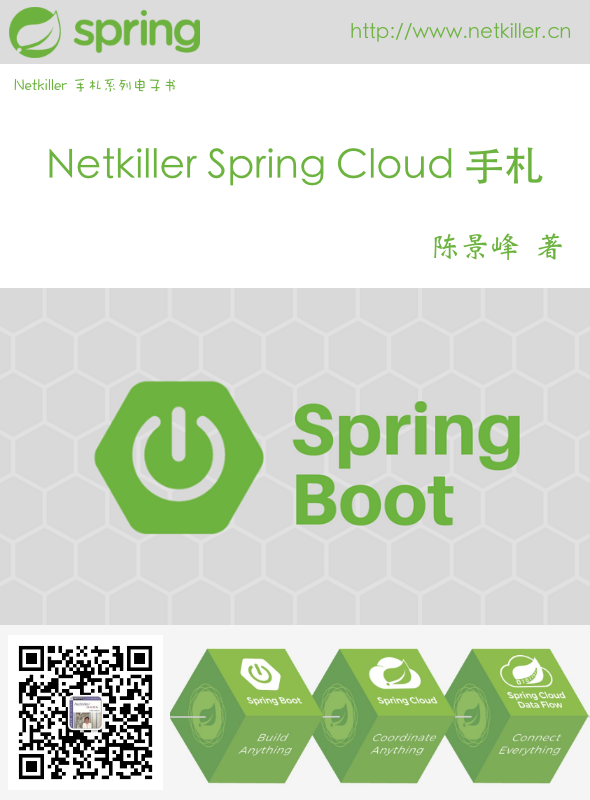 spring
http://www.netkiller.cn
Netkiller 手札系列电子书
Netkiller Spring Cloud 手札
陈景峰 著
Spring
Boot
Spring Boot
Build
Anything
Spring Cloud
Coordinate
Anything
Spring Cloud
Data Flow
Connect
Everything